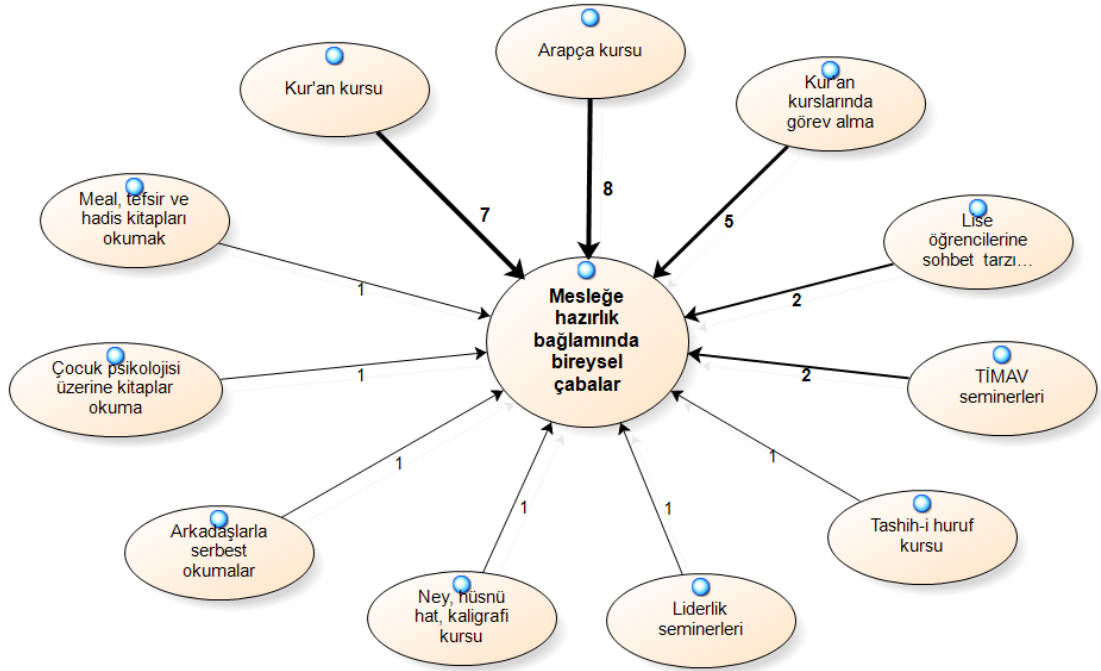 Arapça kursu
Kur'an kursu
Kur'an
kurslarında
görev alma
Meal, tefsir ve
hadis kitapları
okumak
Lise
öğrencilerine
sohbet tarzı…
7
8
5
1
2
Mesleğe
hazırlık
bağlamında
bireysel
çabalar
Çocuk psikolojisi
üzerine kitaplar
okuma
1
2
TİMAV
seminerleri
Arkadaşlarla
serbest
okumalar
1
1
1
1
Tashih-i huruf
kursu
Ney, hüsnü
hat, kaligrafi
kursu
Liderlik
seminerleri